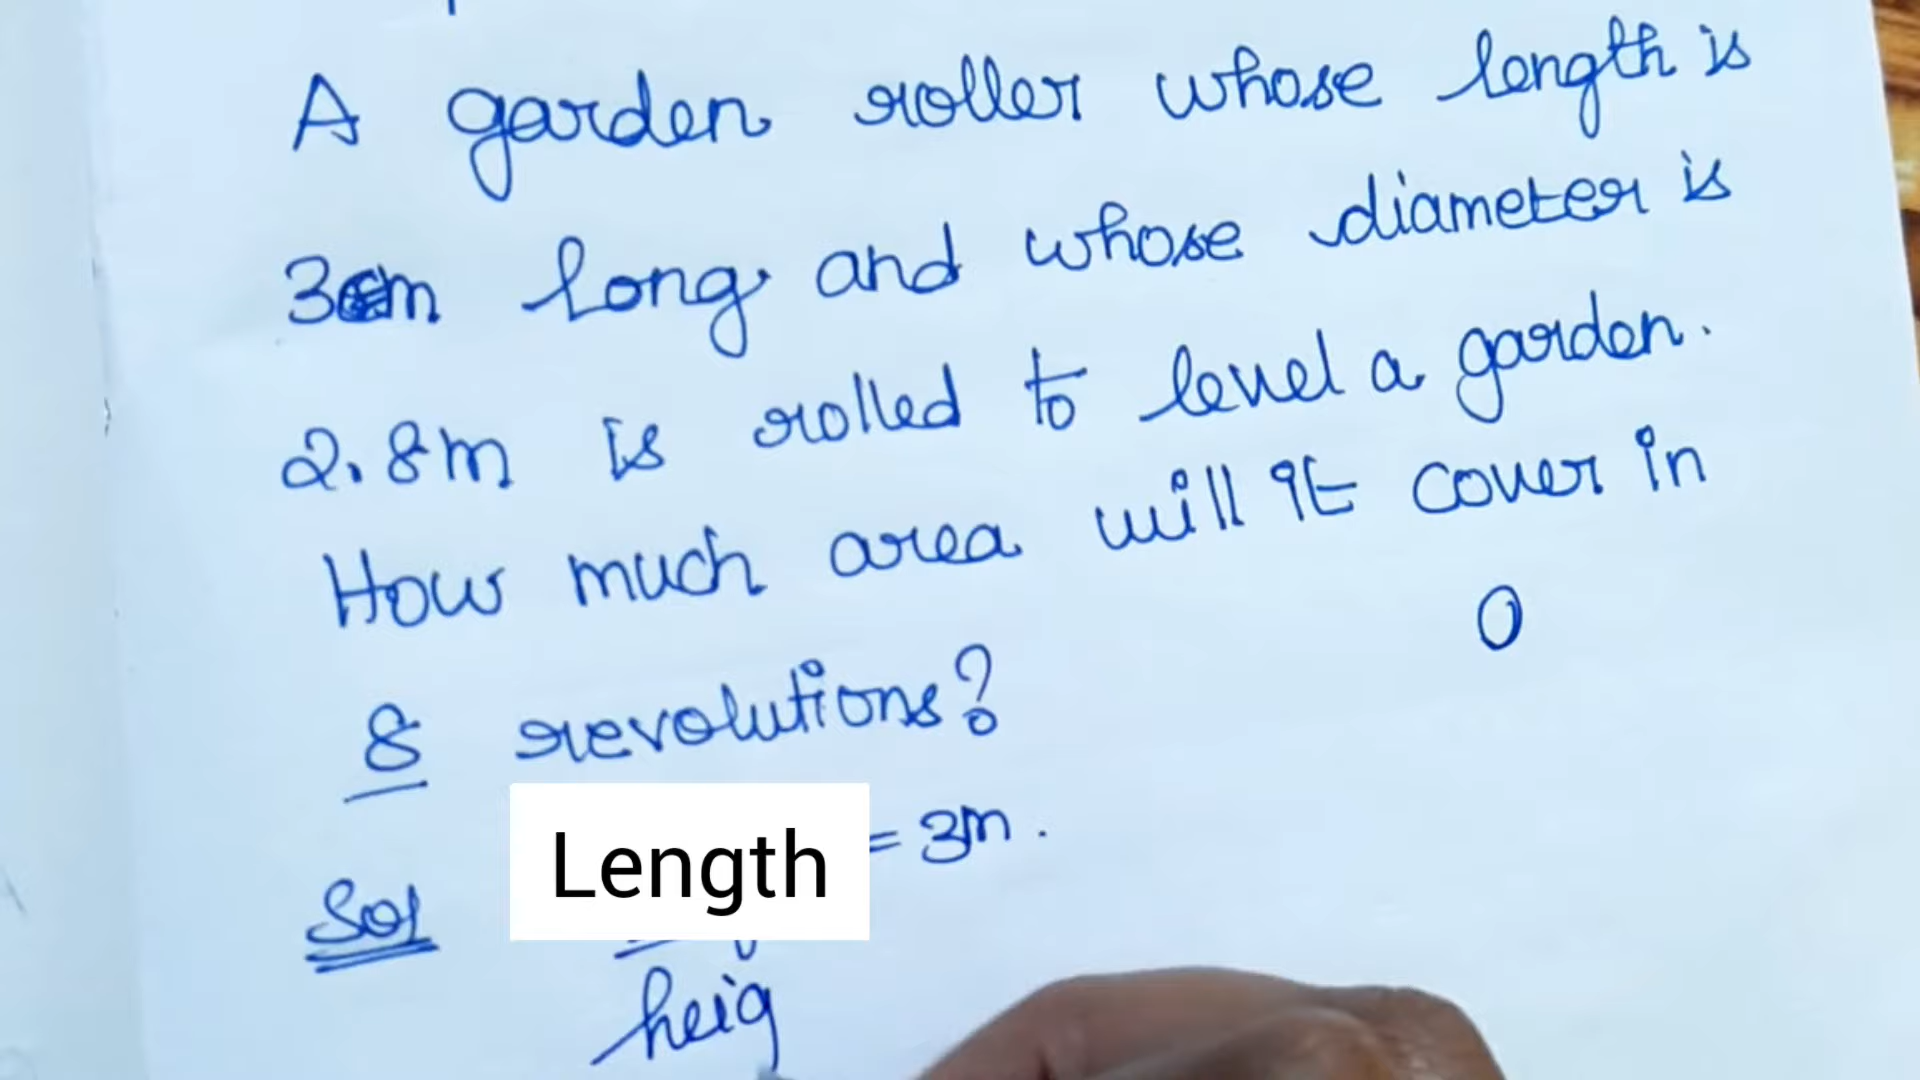 A garden roller whose length is
3m long and whose diameter is
2.8m is rolled to level a garden.
How much area will it cover in
8 revolutions?
0
Length = 3m.
Sol
heig